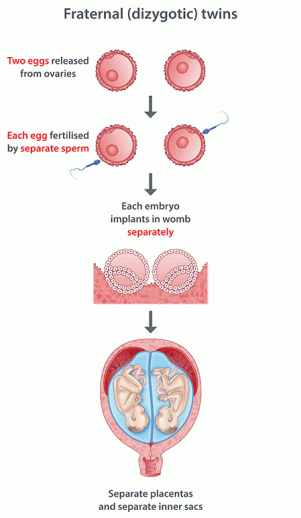 Fraternal (dizygotic) twins
Two eggs released
from ovaries
Each egg fertilised
by separate sperm
Each embryo
implants in womb
separately
Separate placentas
and separate inner sacs